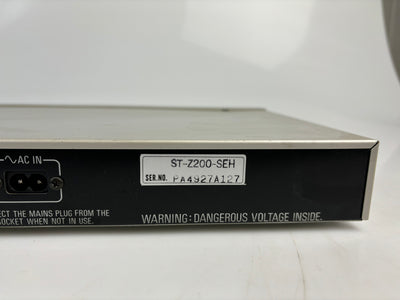 ∿AC IN
ST-Z200-SEH
SER.NO. PA4927A127
ECT THE MAINS PLUG FROM THE
OCKET WHEN NOT IN USE.
WARNING: DANGEROUS VOLTAGE INSIDE.